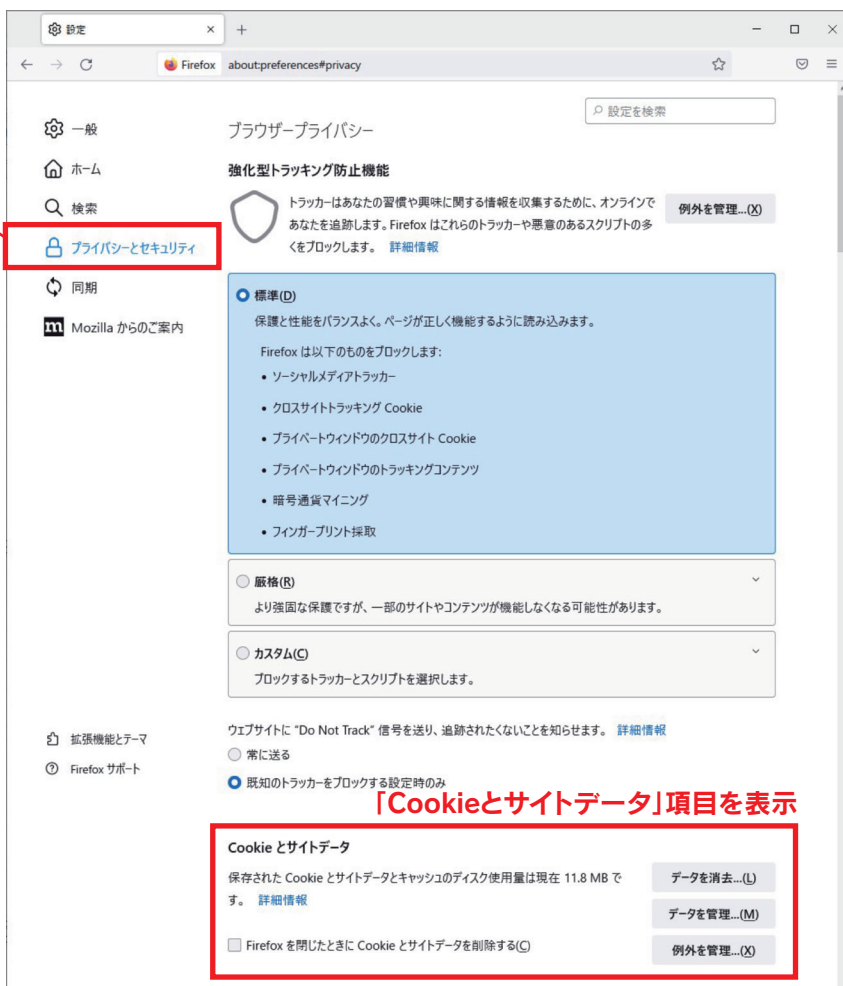 設定
Firefox about:preferences#privacy
設定を検索
一般
ホーム
検索
プライバシーとセキュリティ
同期
Mozilla からのご案内
拡張機能とテーマ
Firefox サポート
ブラウザープライバシー
強化型トラッキング防止機能
トラッカーはあなたの習慣や興味に関する情報を収集するために、オンラインで
あなたを追跡します。Firefox はこれらのトラッカーや悪意のあるスクリプトの多
くをブロックします。 詳細情報
例外を管理...(X)
標準(D)
保護と性能をバランスよく。ページが正しく機能するように読み込みます。
Firefox は以下のものをブロックします:
• ソーシャルメディアトラッカー
• クロスサイトトラッキング Cookie
• プライベートウィンドウのクロスサイト Cookie
• プライベートウィンドウのトラッキングコンテンツ
• 暗号通貨マイニング
• フィンガープリント採取
厳格(R)
より強固な保護ですが、一部のサイトやコンテンツが機能しなくなる可能性があります。
カスタム(C)
ブロックするトラッカーとスクリプトを選択します。
ウェブサイトに “Do Not Track” 信号を送り、追跡されたくないことを知らせます。 詳細情報
常に送る
既知のトラッカーをブロックする設定時のみ
「Cookieとサイトデータ」項目を表示
Cookie とサイトデータ
保存された Cookie とサイトデータとキャッシュのディスク使用量は現在 11.8 MB で
す。 詳細情報
データを消去...(L)
データを管理...(M)
Firefox を閉じたときに Cookie とサイトデータを削除する(C)
例外を管理...(X)